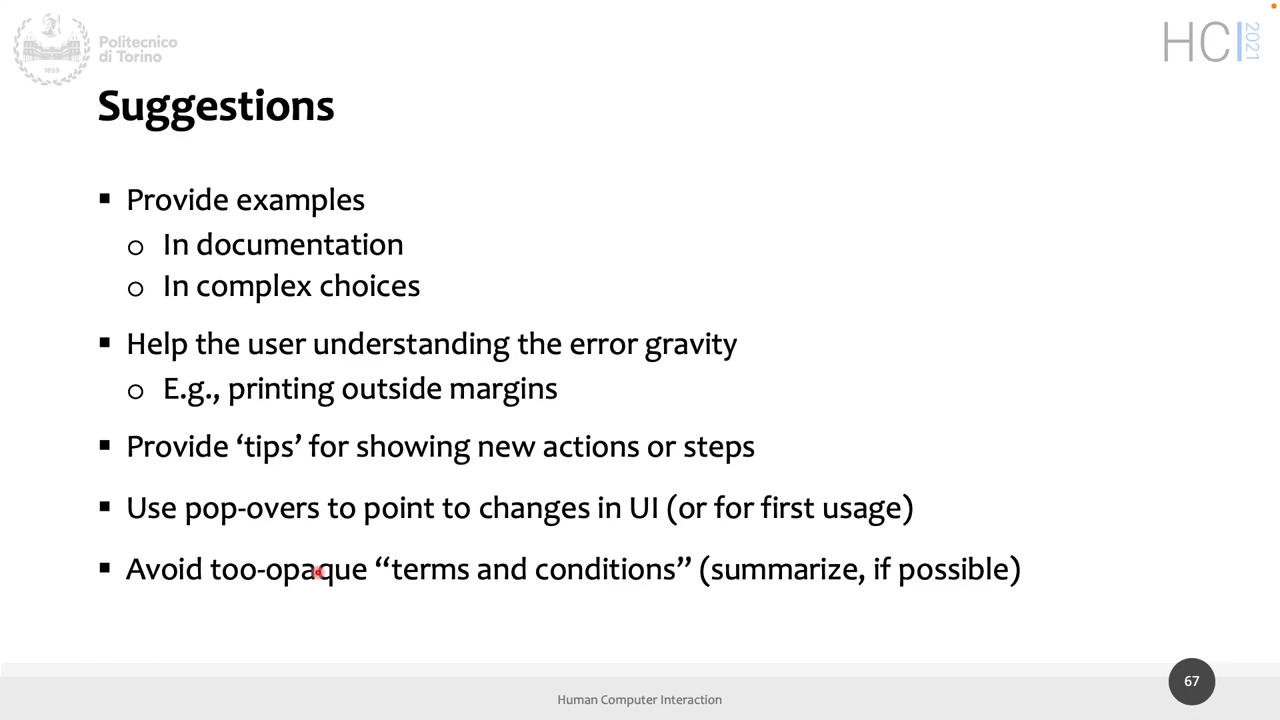 Politecnico
di Torino
1859
HCI 2021
Suggestions
▪ Provide examples
o In documentation
o In complex choices
▪ Help the user understanding the error gravity
o E.g., printing outside margins
▪ Provide ‘tips’ for showing new actions or steps
▪ Use pop-overs to point to changes in UI (or for first usage)
▪ Avoid too-opaque “terms and conditions” (summarize, if possible)
Human Computer Interaction
67